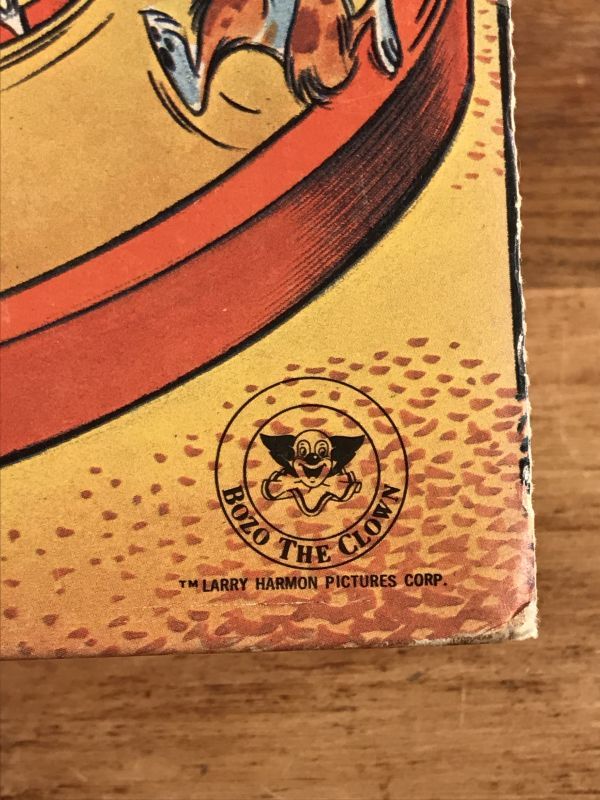 BOZO THE CLOWN
™ LARRY HARMON PICTURES CORP.